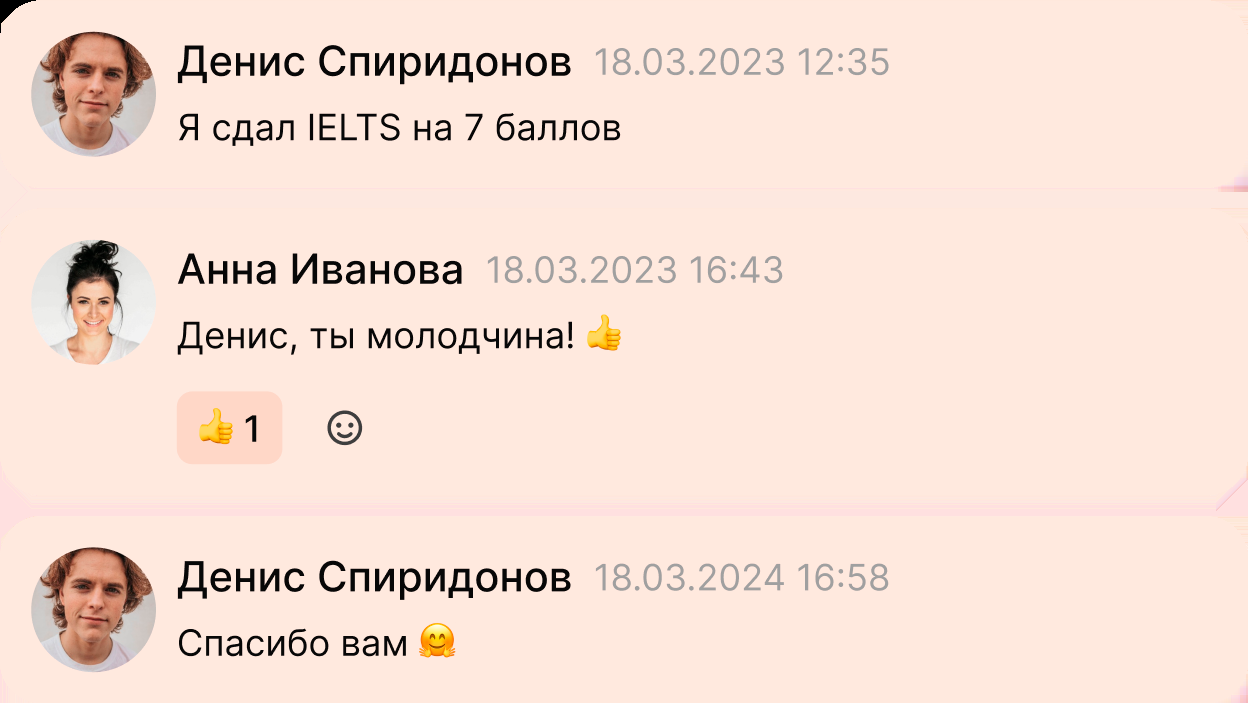 Денис Спиридонов 18.03.2023 12:35
Я сдал IELTS на 7 баллов
Анна Иванова 18.03.2023 16:43
Денис, ты молодчина! 👍
👍 1
Денис Спиридонов 18.03.2024 16:58
Спасибо вам 🤗